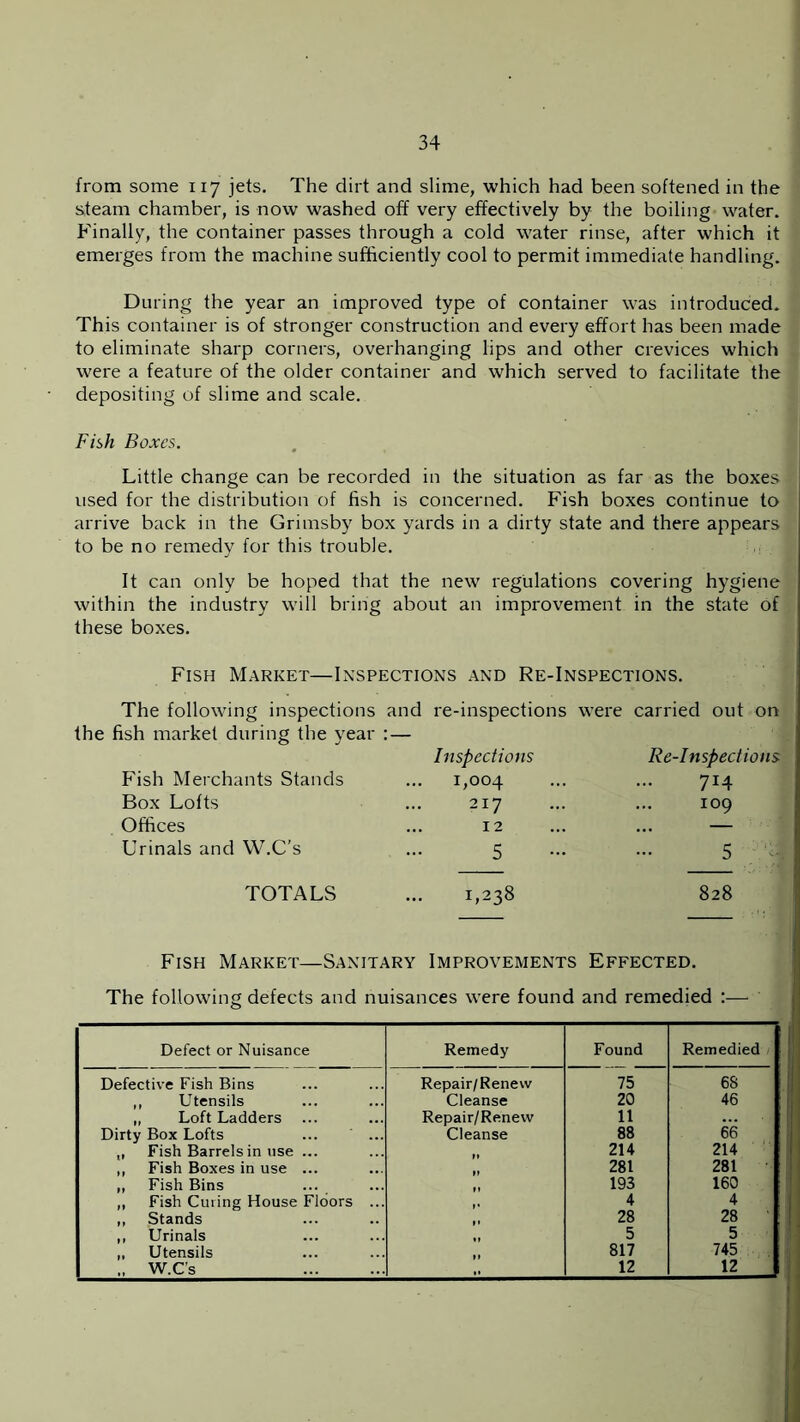 34
from some 117 jets. The dirt and slime, which had been softened in the
steam chamber, is now washed off very effectively by the boiling water.
Finally, the container passes through a cold water rinse, after which it
emerges from the machine sufficiently cool to permit immediate handling.
During the year an improved type of container was introduced.
This container is of stronger construction and every effort has been made
to eliminate sharp corners, overhanging lips and other crevices which
were a feature of the older container and which served to facilitate the
depositing of slime and scale.
Fish Boxes.
Little change can be recorded in the situation as far as the boxes
used for the distribution of fish is concerned. Fish boxes continue to
arrive back in the Grimsby box yards in a dirty state and there appears
to be no remedy for this trouble.
It can only be hoped that the new regulations covering hygiene
within the industry will bring about an improvement in the state of
these boxes.
Fish Market—Inspections and Re-Inspections.
The following inspections and re-inspections were carried out on
the fish market during the year :—
Inspections Re-Inspections
Fish Merchants Stands ... 1,004 ... ... 714
Box Lofts ... 217 ... ... 109
Offices ... 12 ... ... —
Urinals and W.C's ... 5 ... ... 5
TOTALS ... 1,238 828
Fish Market—Sanitary Improvements Effected.
The following defects and nuisances were found and remedied :—
Defect or Nuisance Remedy Found Remedied
Defective Fish Bins ... ... Repair/Renew 75 68
,, Utensils ... ... Cleanse 20 46
,, Loft Ladders ... ... Repair/Renew 11 ...
Dirty Box Lofts ... ... Cleanse 88 66
,, Fish Barrels in use ... ... ,, 214 214
,, Fish Boxes in use ... ... ,, 281 281
,, Fish Bins ... ... ,, 193 160
,, Fish Curing House Floors ... ,, 4 4
,, Stands ... .. ,, 28 28
,, Urinals ... ... ,, 5 5
,, Utensils ... ... ,, 817 745
,, W.C's ... ... ,, 12 12